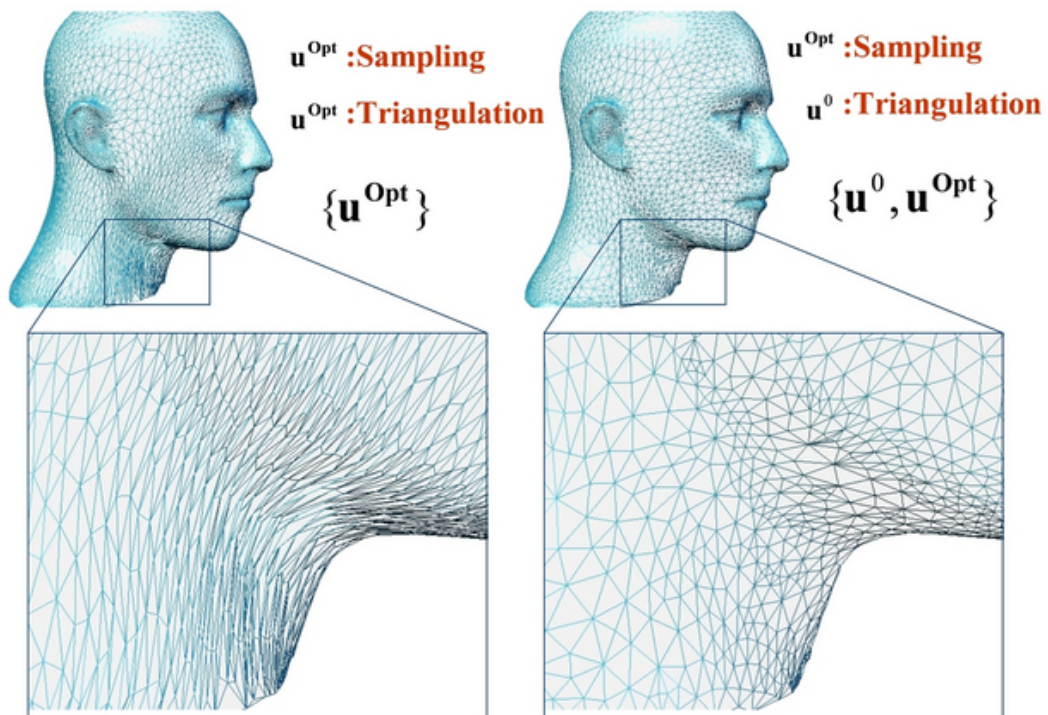 u^Opt :Sampling
u^Opt :Triangulation
{u^Opt}
u^Opt :Sampling
u^0 :Triangulation
{u^0, u^Opt}